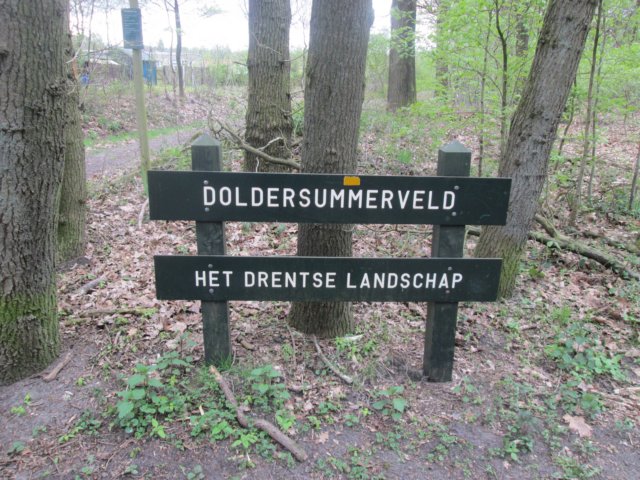 DOLDERSUMMERVELD
HET DRENTSE LANDSCHAP